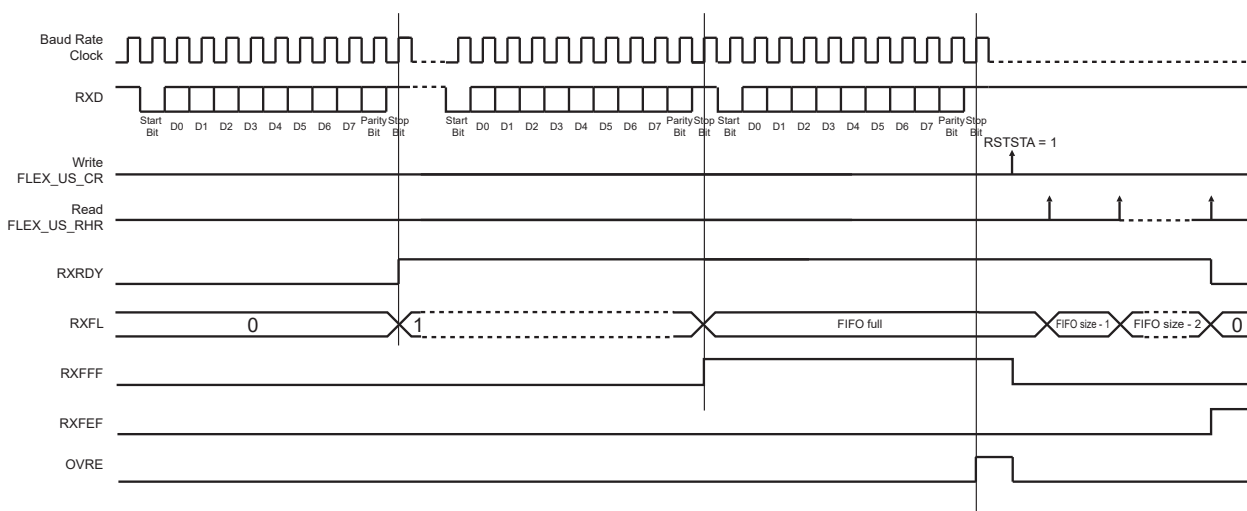 Baud Rate
Clock
RXD
Start
Bit
D0
D1
D2
D3
D4
D5
D6
D7
Parity
Bit
Stop
Bit
Start
Bit
D0
D1
D2
D3
D4
D5
D6
D7
Parity
Bit
Stop
Bit
Start
Bit
D0
D1
D2
D3
D4
D5
D6
D7
Parity
Bit
Stop
Bit
RSTSTA = 1
Write
FLEX_US_CR
Read
FLEX_US_RHR
RXRDY
RXFL
0
1
FIFO full
FIFO size - 1
FIFO size - 2
0
RXFFF
RXFEF
OVRE